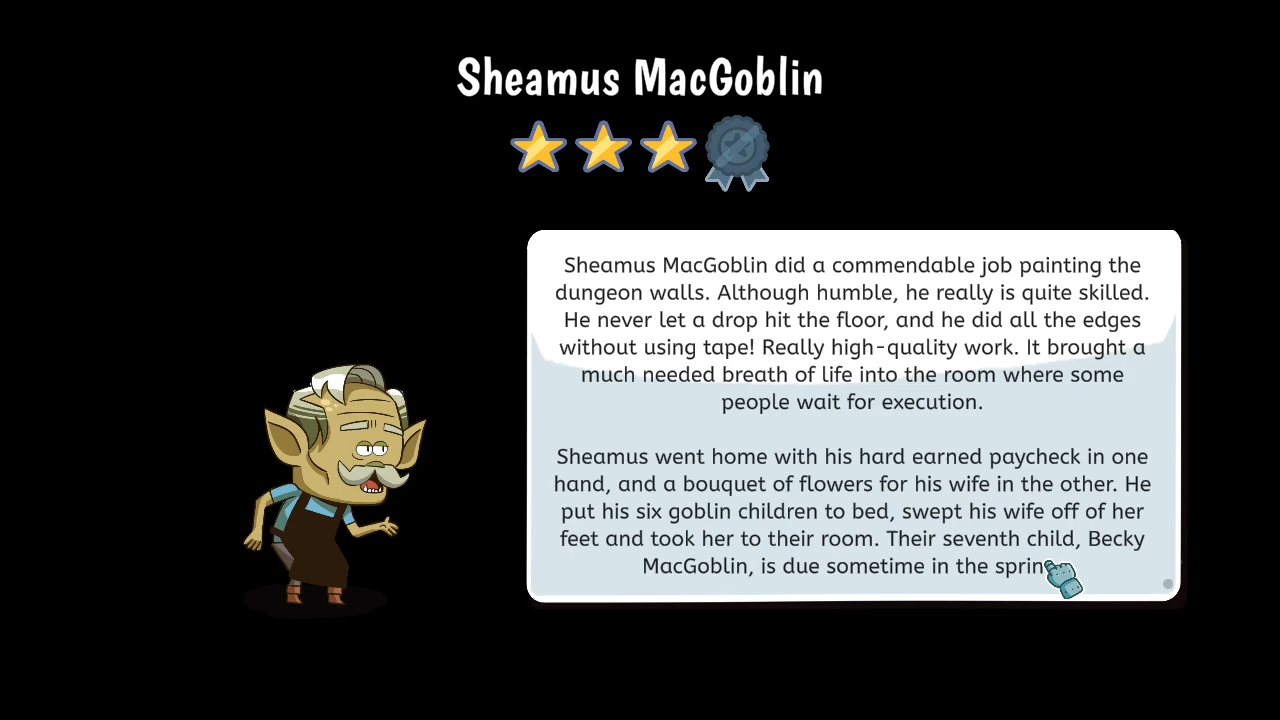 Sheamus MacGoblin
Sheamus MacGoblin did a commendable job painting the
dungeon walls. Although humble, he really is quite skilled.
He never let a drop hit the floor, and he did all the edges
without using tape! Really high-quality work. It brought a
much needed breath of life into the room where some
people wait for execution.
Sheamus went home with his hard earned paycheck in one
hand, and a bouquet of flowers for his wife in the other. He
put his six goblin children to bed, swept his wife off of her
feet and took her to their room. Their seventh child, Becky
MacGoblin, is due sometime in the sprin